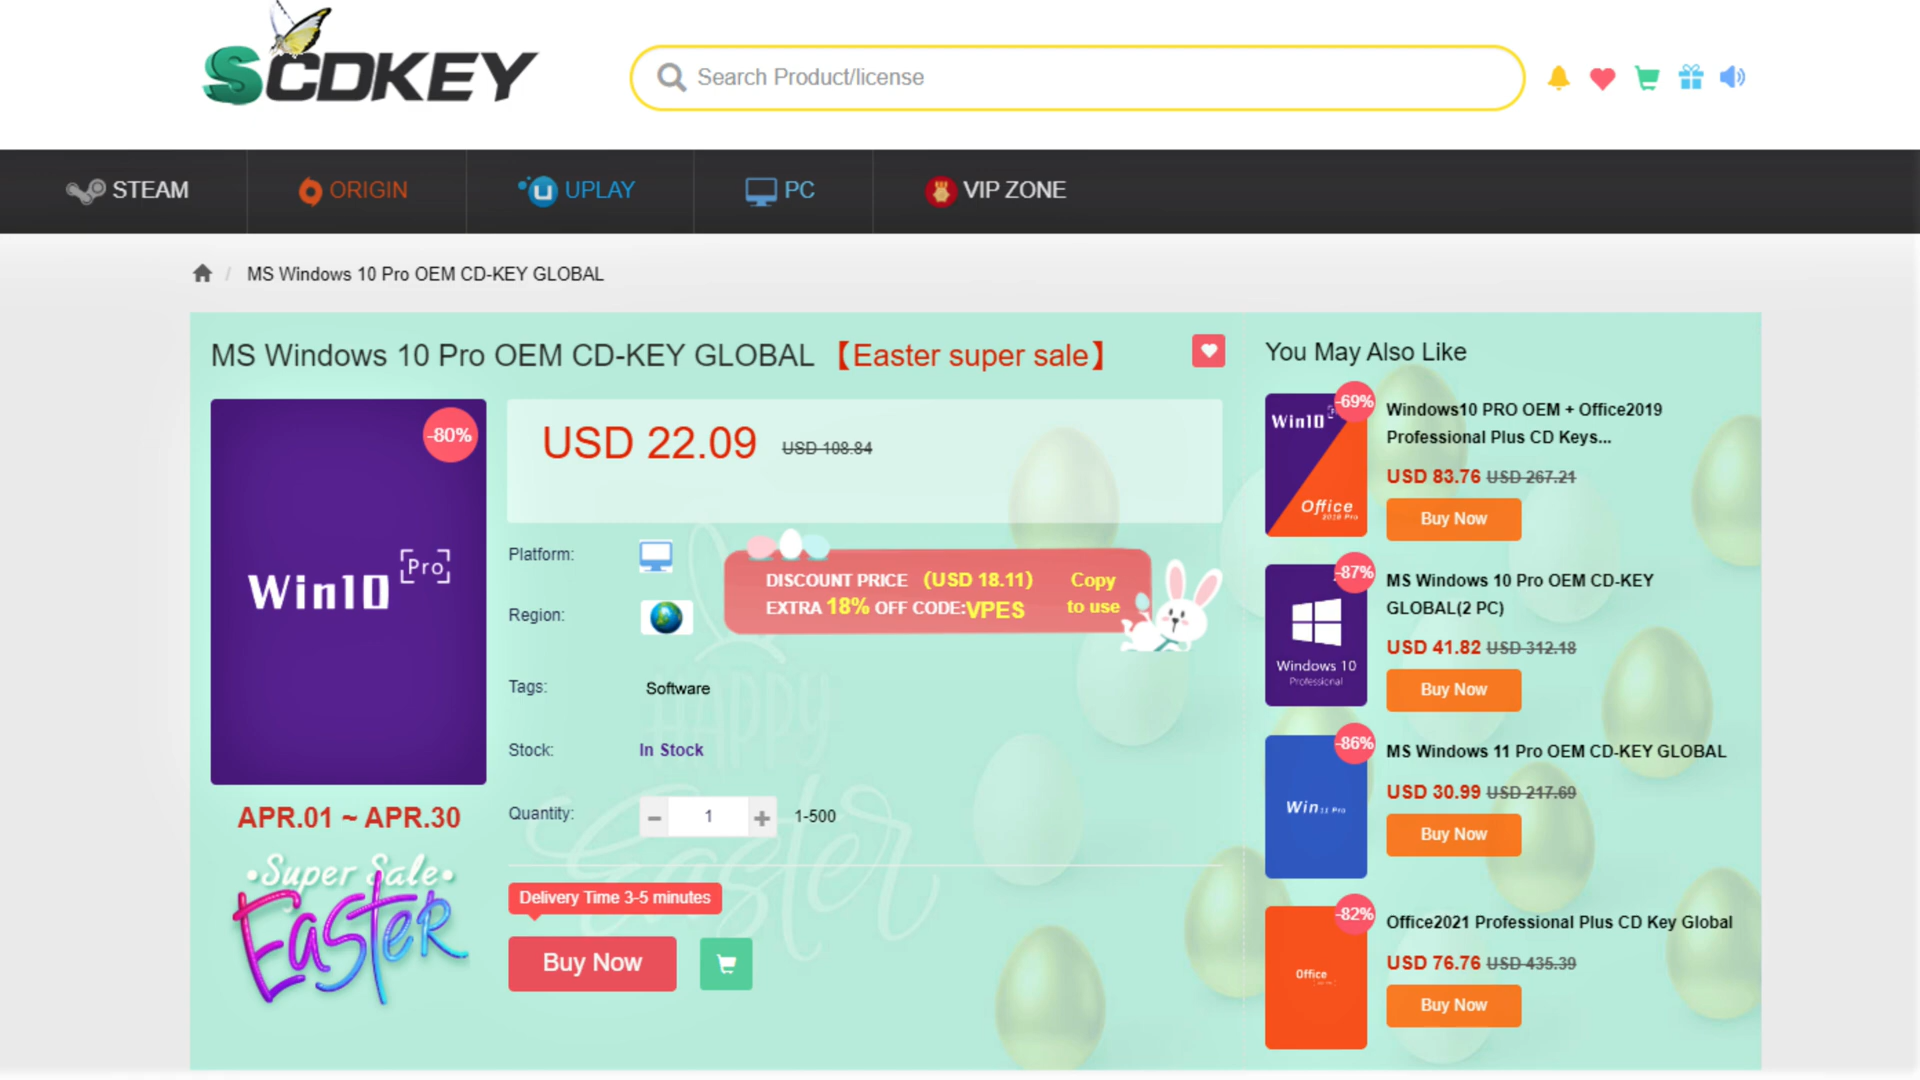 SCDKEY
Search Product/license
STEAM
ORIGIN
UPLAY
PC
VIP ZONE
/ MS Windows 10 Pro OEM CD-KEY GLOBAL
MS Windows 10 Pro OEM CD-KEY GLOBAL 【Easter super sale】
-80%
Win10 [Pro]
APR.01 ~ APR.30
•Super Sale•
Easter
USD 22.09 USD 108.84
Platform:
DISCOUNT PRICE (USD 18.11)
EXTRA 18% OFF CODE:VPES
Copy
to use
Region:
Tags: Software
Stock: In Stock
Quantity: − 1 + 1-500
HAPPY
Easter
Delivery Time 3-5 minutes
Buy Now
You May Also Like
-69%
Win10
Office
2019 Pro
Windows10 PRO OEM + Office2019
Professional Plus CD Keys...
USD 83.76 USD 267.21
Buy Now
-87%
Windows 10
Professional
MS Windows 10 Pro OEM CD-KEY
GLOBAL(2 PC)
USD 41.82 USD 312.18
Buy Now
-86%
Win 11 Pro
MS Windows 11 Pro OEM CD-KEY GLOBAL
USD 30.99 USD 217.69
Buy Now
-82%
Office
Office2021 Professional Plus CD Key Global
USD 76.76 USD 435.39
Buy Now